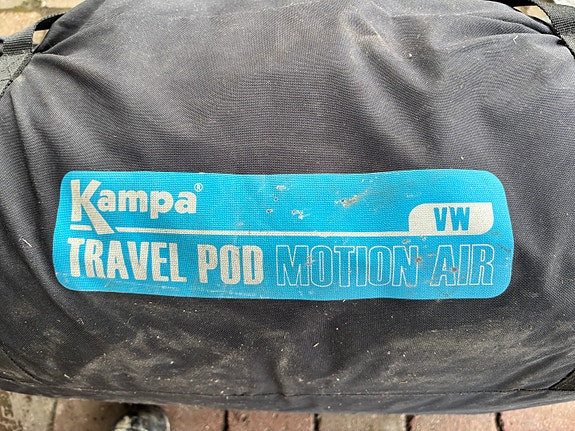 Kampa®
VW
TRAVEL POD MOTION AIR